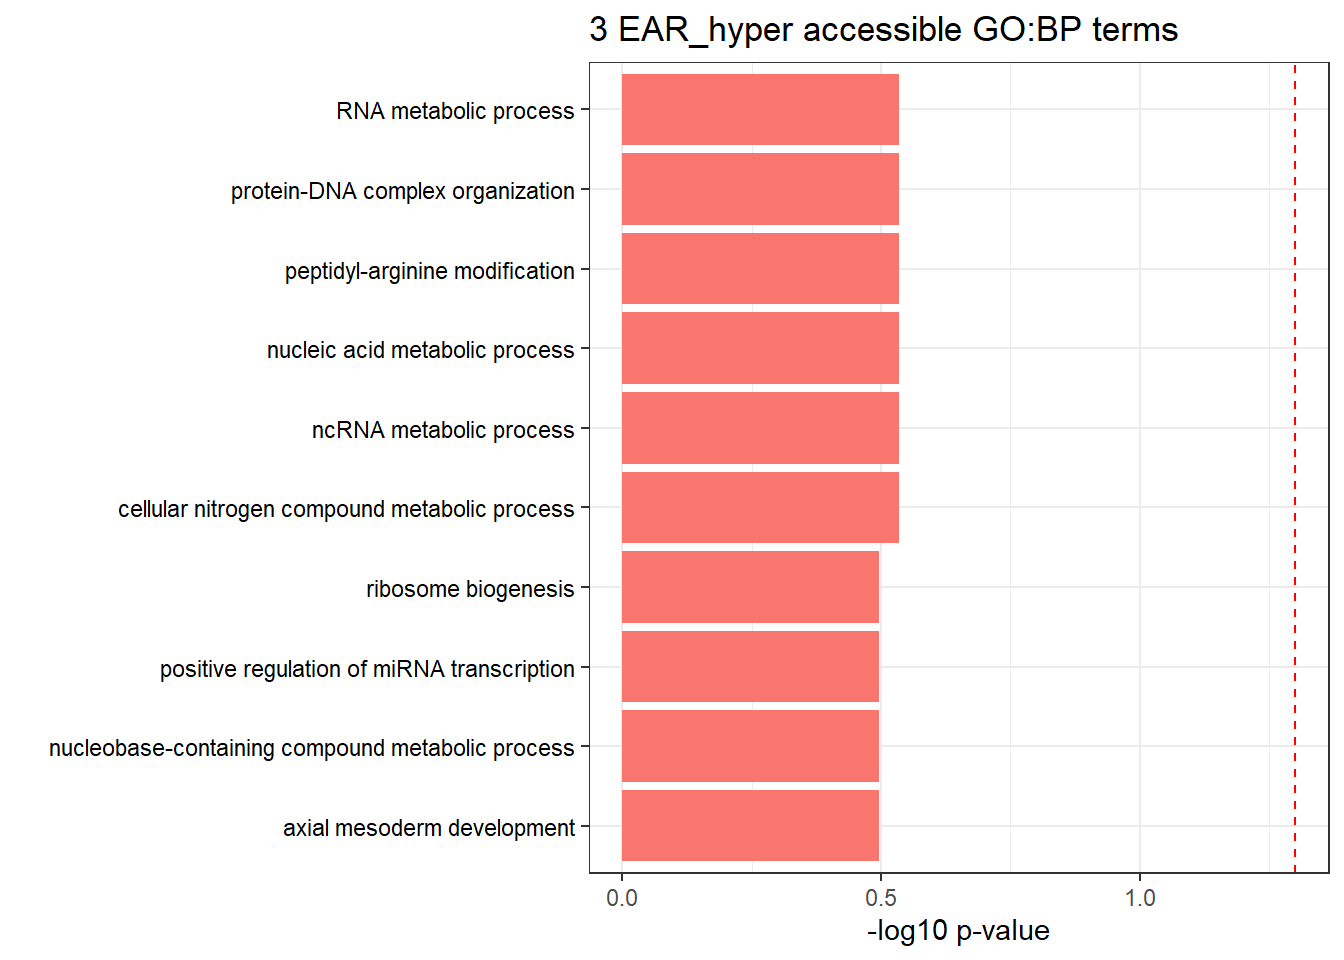 3 EAR_hyper accessible GO:BP terms
RNA metabolic process
protein-DNA complex organization
peptidyl-arginine modification
nucleic acid metabolic process
ncRNA metabolic process
cellular nitrogen compound metabolic process
ribosome biogenesis
positive regulation of miRNA transcription
nucleobase-containing compound metabolic process
axial mesoderm development
0.0 0.5 1.0
-log10 p-value